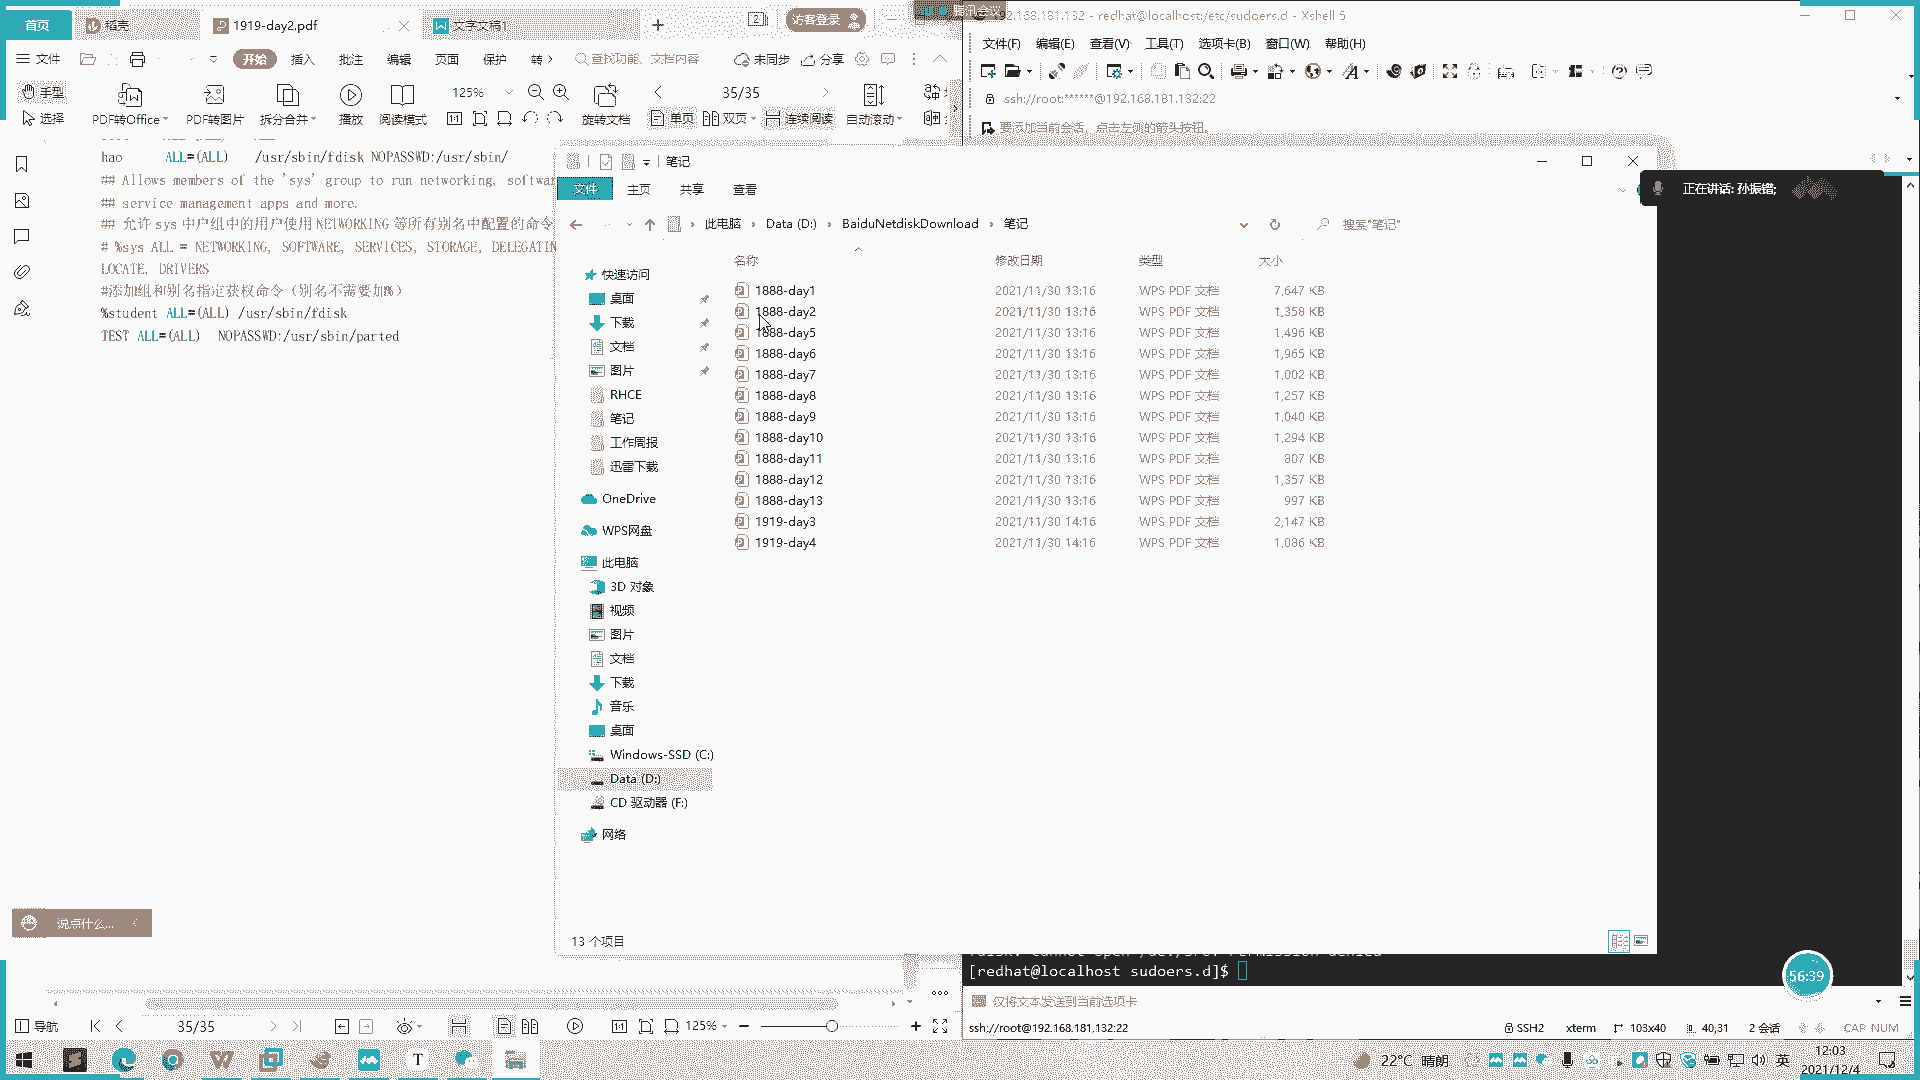 首页
稻壳
1919-day2.pdf
文字文稿1
访客登录
腾讯会议
文件
开始
插入
批注
编辑
页面
保护
转
查找功能、文档内容
未同步
分享
手型
选择
PDF转Office
PDF转图片
拆分合并
播放
阅读模式
125%
旋转文档
35/35
单页
双页
连续阅读
自动滚动
hao ALL=(ALL) /usr/sbin/fdisk NOPASSWD:/usr/sbin/
## Allows members of the 'sys' group to run networking, softwar
## service management apps and more.
## 允许 sys 中户组中的用户使用 NETWORKING 等所有别名中配置的命令
# %sys ALL = NETWORKING, SOFTWARE, SERVICES, STORAGE, DELEGATIN
LOCATE, DRIVERS
#添加组和别名指定获权命令（别名不需要加%）
%student ALL=(ALL) /usr/sbin/fdisk
TEST ALL=(ALL) NOPASSWD:/usr/sbin/parted
说点什么...
导航
35/35
125%
192.168.181.132 - redhat@localhost:/etc/sudoers.d - Xshell 5
文件(F) 编辑(E) 查看(V) 工具(T) 选项卡(B) 窗口(W) 帮助(H)
ssh://root:******@192.168.181.132:22
要添加当前会话，点击左侧的箭头按钮。
正在讲话: 孙振错;
笔记
文件 主页 共享 查看
此电脑 Data (D:) BaiduNetdiskDownload 笔记
搜索"笔记"
快速访问
桌面
下载
文档
图片
RHCE
笔记
工作周报
迅雷下载
OneDrive
WPS网盘
此电脑
3D 对象
视频
图片
文档
下载
音乐
桌面
Windows-SSD (C:)
Data (D:)
CD 驱动器 (F:)
网络
名称 修改日期 类型 大小
1888-day1 2021/11/30 13:16 WPS PDF 文档 7,647 KB
1888-day2 2021/11/30 13:16 WPS PDF 文档 1,358 KB
1888-day5 2021/11/30 13:16 WPS PDF 文档 1,496 KB
1888-day6 2021/11/30 13:16 WPS PDF 文档 1,965 KB
1888-day7 2021/11/30 13:16 WPS PDF 文档 1,002 KB
1888-day8 2021/11/30 13:16 WPS PDF 文档 1,257 KB
1888-day9 2021/11/30 13:16 WPS PDF 文档 1,040 KB
1888-day10 2021/11/30 13:16 WPS PDF 文档 1,294 KB
1888-day11 2021/11/30 13:16 WPS PDF 文档 807 KB
1888-day12 2021/11/30 13:16 WPS PDF 文档 1,357 KB
1888-day13 2021/11/30 13:16 WPS PDF 文档 997 KB
1919-day3 2021/11/30 14:16 WPS PDF 文档 2,147 KB
1919-day4 2021/11/30 14:16 WPS PDF 文档 1,086 KB
13 个项目
[redhat@localhost sudoers.d]$
56:39
仅将文本发送到当前选项卡
ssh://root@192.168.181.132:22
SSH2
xterm
103x40
40,31
2 会话
CAP NUM
22°C 晴朗
英
12:03
2021/12/4